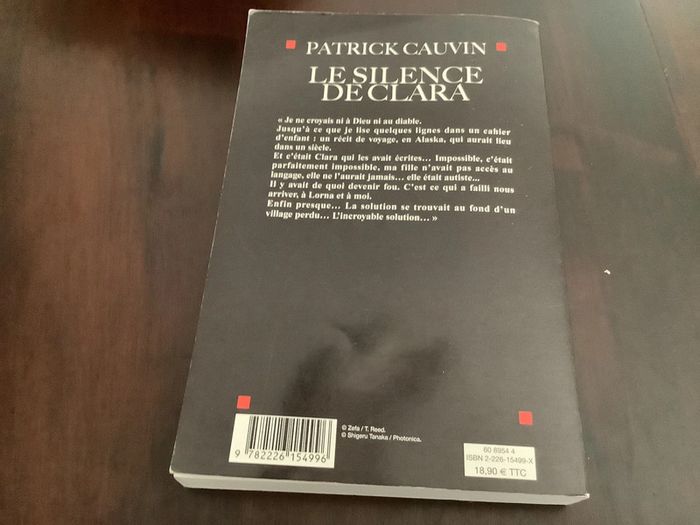 PATRICK CAUVIN
LE SILENCE
DE CLARA
« Je ne croyais ni à Dieu ni au diable.
Jusqu'à ce que je lise quelques lignes dans un cahier
d'enfant : un récit de voyage, en Alaska, qui aurait lieu
dans un siècle.
Et c'était Clara qui les avait écrites... Impossible, c'était
parfaitement impossible, ma fille n'avait pas accès au
langage, elle ne l'aurait jamais... elle était autiste...
Il y avait de quoi devenir fou. C'est ce qui a failli nous
arriver, à Lorna et à moi.
Enfin presque... La solution se trouvait au fond d'un
village perdu... L'incroyable solution... »
9 782226 154996
© Zefa / T. Reed.
© Shigeru Tanaka / Photonica.
60 8954 4
ISBN 2-226-15499-X
18,90 € TTC